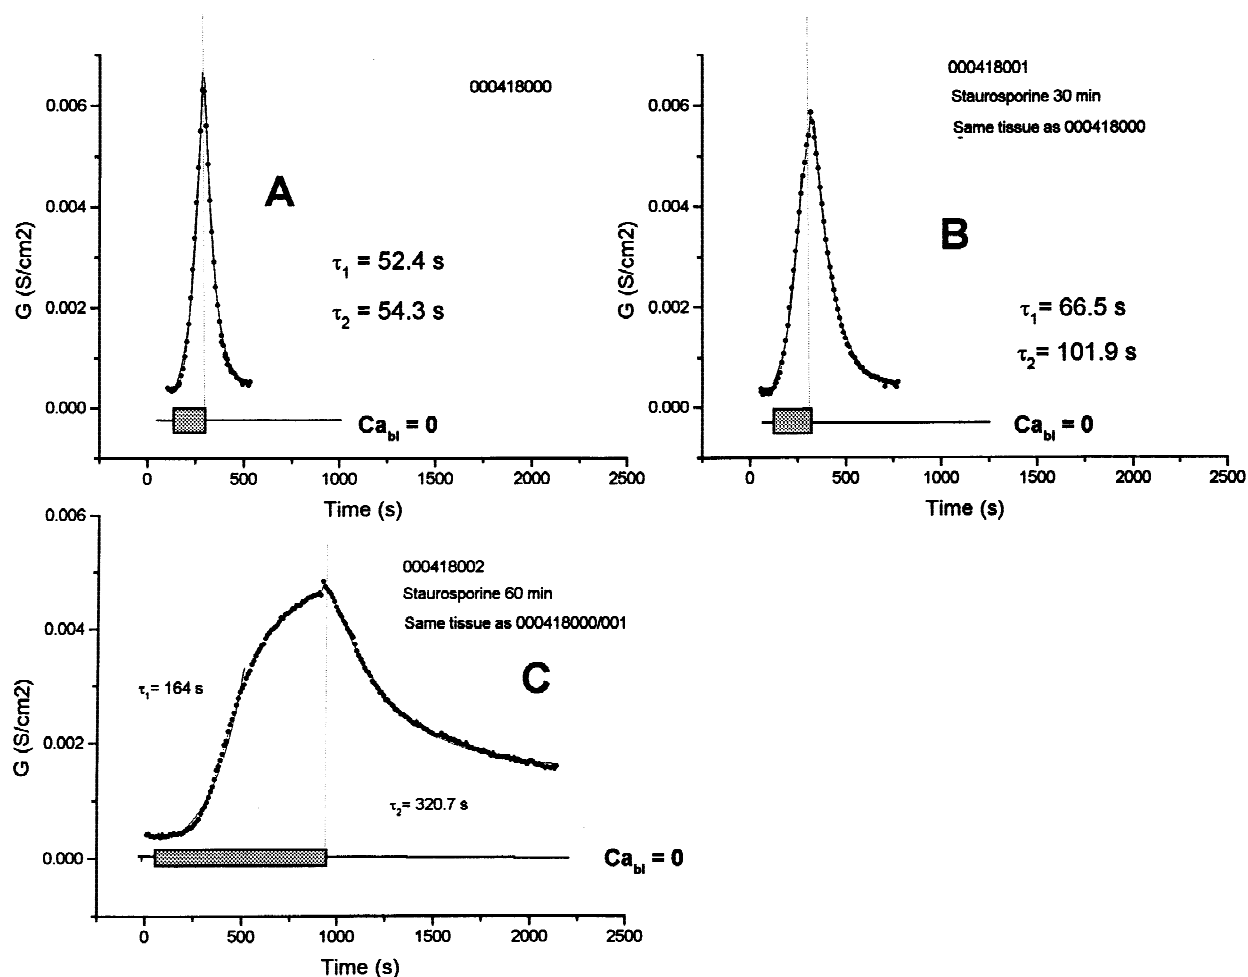 000418000
A
τ1 = 52.4 s
τ2 = 54.3 s
Cabl = 0
G (S/cm2)
0.006
0.004
0.002
0.000
0 500 1000 1500 2000 2500
Time (s)
000418001
Staurosporine 30 min
Same tissue as 000418000
B
τ1= 66.5 s
τ2= 101.9 s
Cabl = 0
G (S/cm2)
0.006
0.004
0.002
0.000
0 500 1000 1500 2000 2500
Time (s)
000418002
Staurosporine 60 min
Same tissue as 000418000/001
C
τ1= 164 s
τ2= 320.7 s
Cabl = 0
G (S/cm2)
0.006
0.004
0.002
0.000
0 500 1000 1500 2000 2500
Time (s)